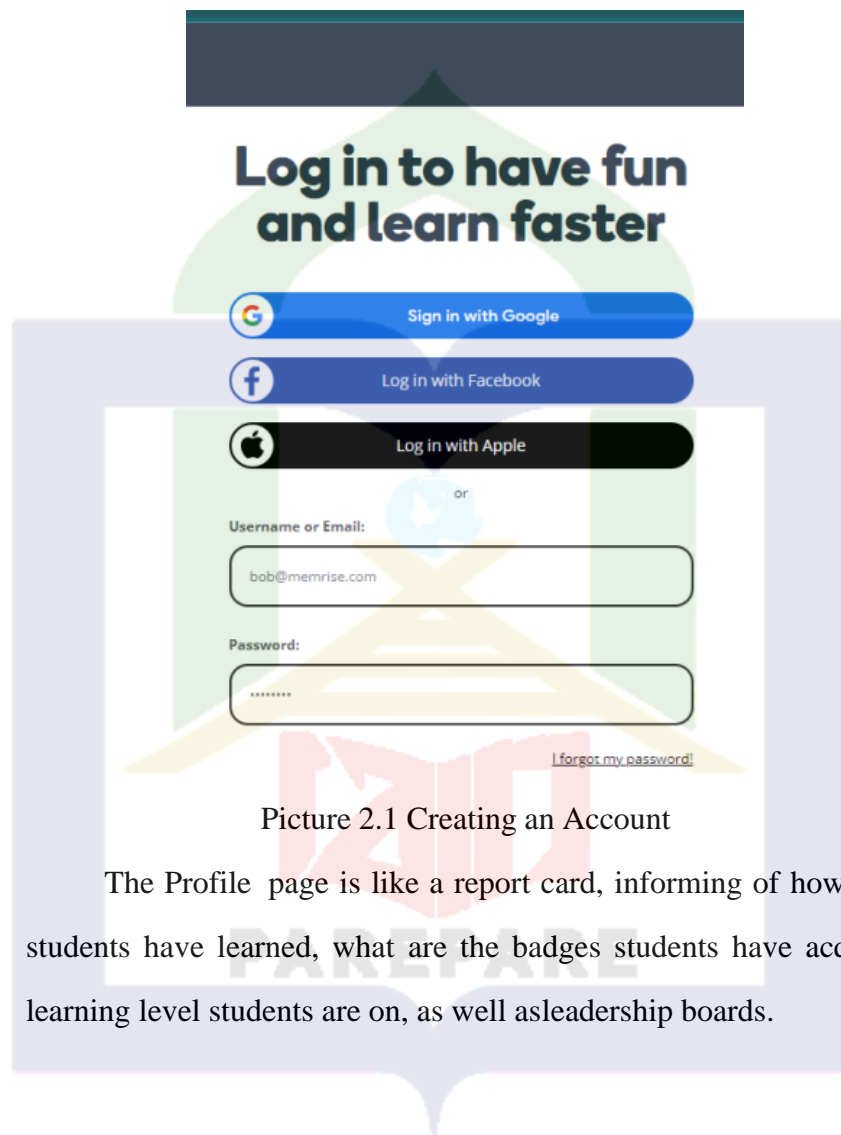 Log in to have fun
and learn faster
Sign in with Google
Log in with Facebook
Log in with Apple
or
Username or Email:
bob@memrise.com
Password:
••••••••
I forgot my password!
Picture 2.1 Creating an Account
The Profile page is like a report card, informing of how
students have learned, what are the badges students have
learning level students are on, as well asleadership boards.
PAREPARE